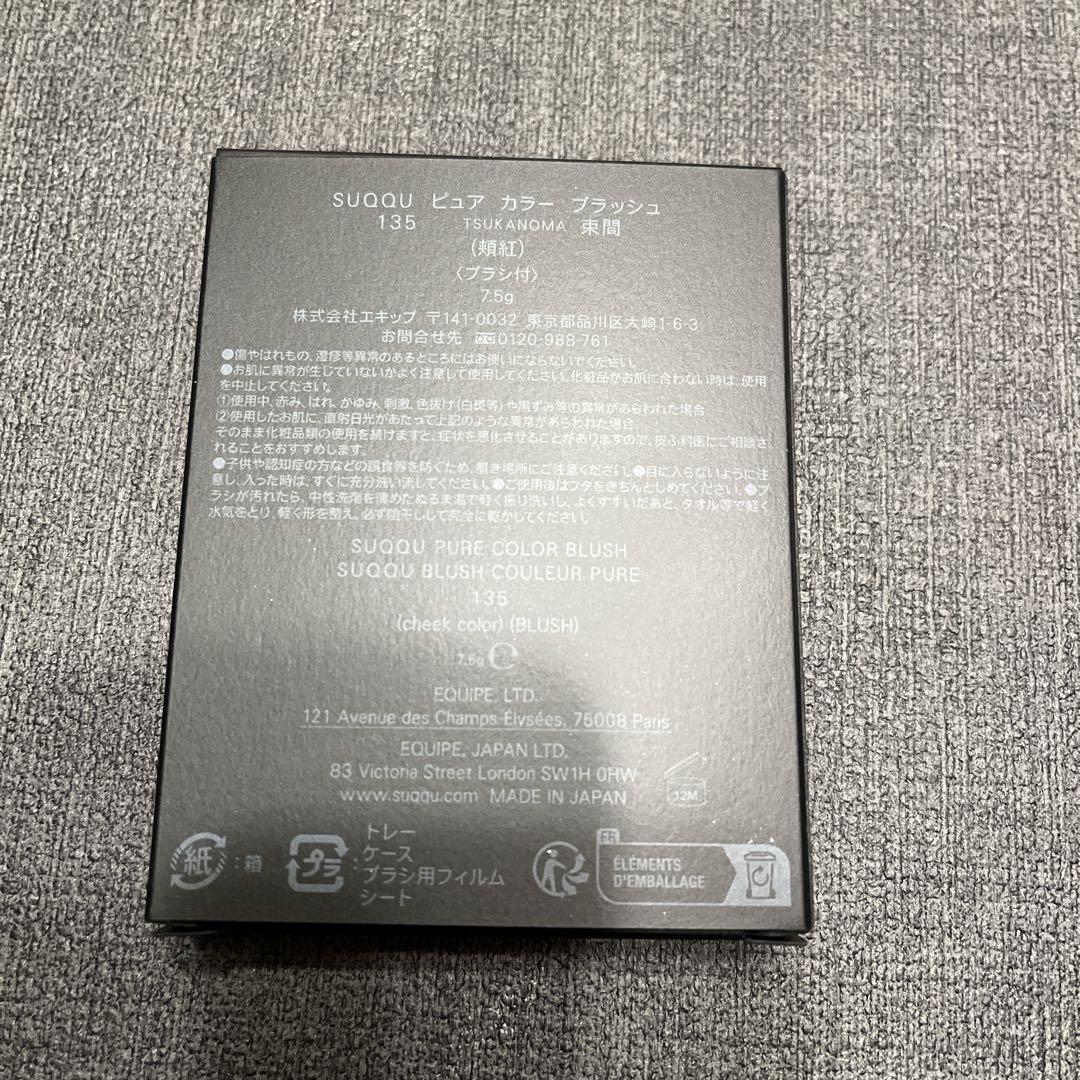 SUQQU ピュア カラー ブラッシュ
135 TSUKANOMA 束間
(頬紅)
〈ブラシ付〉
7.5g
株式会社エキップ 〒141-0032 東京都品川区大崎1-6-3
お問合せ先 0120-988-761
●傷やはれもの、湿疹等異常のあるところにはお使いにならないでください。
●お肌に異常が生じていないかよく注意して使用してください。化粧品がお肌に合わない時は、使用
を中止してください。
①使用中、赤み、はれ、かゆみ、刺激、色抜け(白斑等)や黒ずみ等の異常があらわれた場合
②使用したお肌に、直射日光があたって上記のような異常があらわれた場合。
そのまま化粧品類の使用を続けますと、症状を悪化させることがありますので、皮ふ科医にご相談さ
れることをおすすめします。
●子供や認知症の方などの誤食等を防ぐため、置き場所にご注意ください。●目に入らないように注
意し、入った時は、すぐに充分洗い流してください。●ご使用後はフタをきちんとしめてください。●ブ
ラシが汚れたら、中性洗剤を薄めたぬるま湯で軽く振り洗いし、よくすすいだあと、タオル等で軽く
水気をとり、軽く形を整え、必ず陰干しして完全に乾かしてください。
SUQQU PURE COLOR BLUSH
SUQQU BLUSH COULEUR PURE
135
(cheek color) (BLUSH)
7.5g ℮
EQUIPE, LTD.
121 Avenue des Champs Élysées, 75008 Paris
EQUIPE, JAPAN LTD.
83 Victoria Street London SW1H 0HW
www.suqqu.com MADE IN JAPAN
12M
紙 : 箱
プラ : トレー
ケース
ブラシ用フィルム
シート
FR
ÉLÉMENTS
D'EMBALLAGE